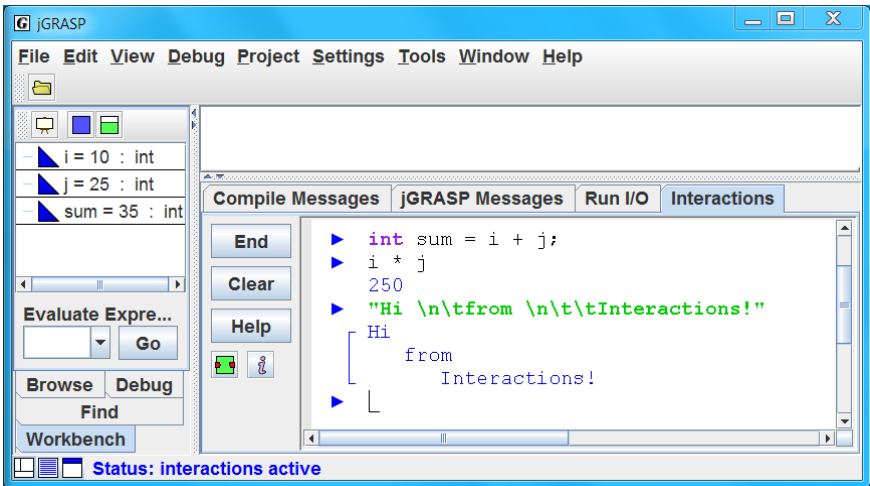 G jGRASP
File Edit View Debug Project Settings Tools Window Help
i = 10 : int
j = 25 : int
sum = 35 : int
Evaluate Expre...
Go
Browse Debug
Find
Workbench
Compile Messages jGRASP Messages Run I/O Interactions
End
Clear
Help
i
int sum = i + j;
i * j
250
"Hi \n\tfrom \n\t\tInteractions!"
Hi
from
Interactions!
Status: interactions active